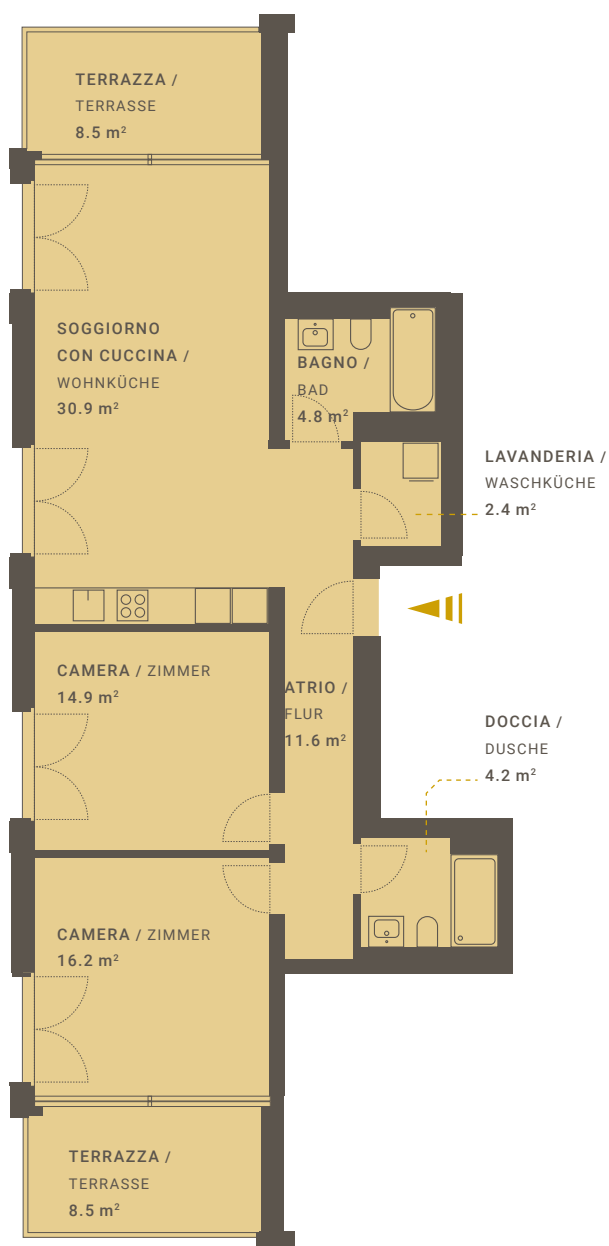 TERRAZZA /
TERRASSE
8.5 m²
SOGGIORNO
CON CUCCINA /
WOHNKÜCHE
30.9 m²
BAGNO /
BAD
4.8 m²
LAVANDERIA /
WASCHKÜCHE
2.4 m²
CAMERA / ZIMMER
14.9 m²
ATRIO /
FLUR
11.6 m²
DOCCIA /
DUSCHE
4.2 m²
CAMERA / ZIMMER
16.2 m²
TERRAZZA /
TERRASSE
8.5 m²